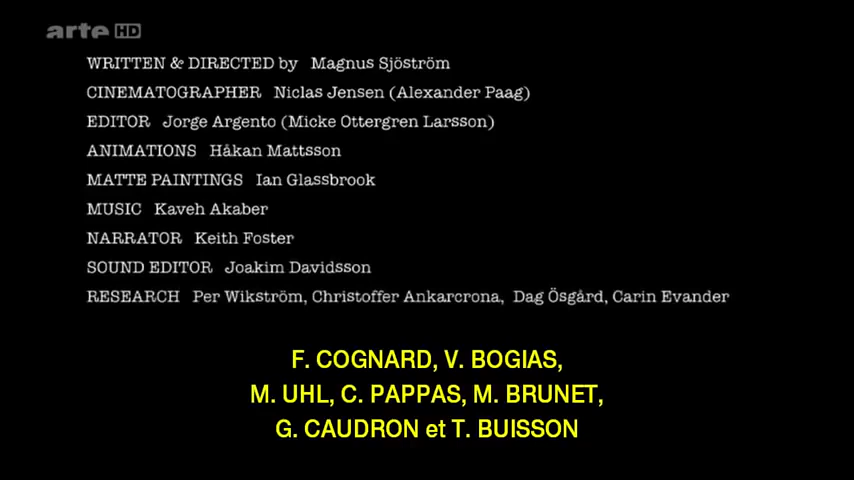 arte HD
WRITTEN & DIRECTED by Magnus Sjöström
CINEMATOGRAPHER Niclas Jensen (Alexander Paag)
EDITOR Jorge Argento (Micke Ottergren Larsson)
ANIMATIONS Håkan Mattsson
MATTE PAINTINGS Ian Glassbrook
MUSIC Kaveh Akaber
NARRATOR Keith Foster
SOUND EDITOR Joakim Davidsson
RESEARCH Per Wikström, Christoffer Ankarcrona, Dag Ösgård, Carin Evander
F. COGNARD, V. BOGIAS,
M. UHL, C. PAPPAS, M. BRUNET,
G. CAUDRON et T. BUISSON